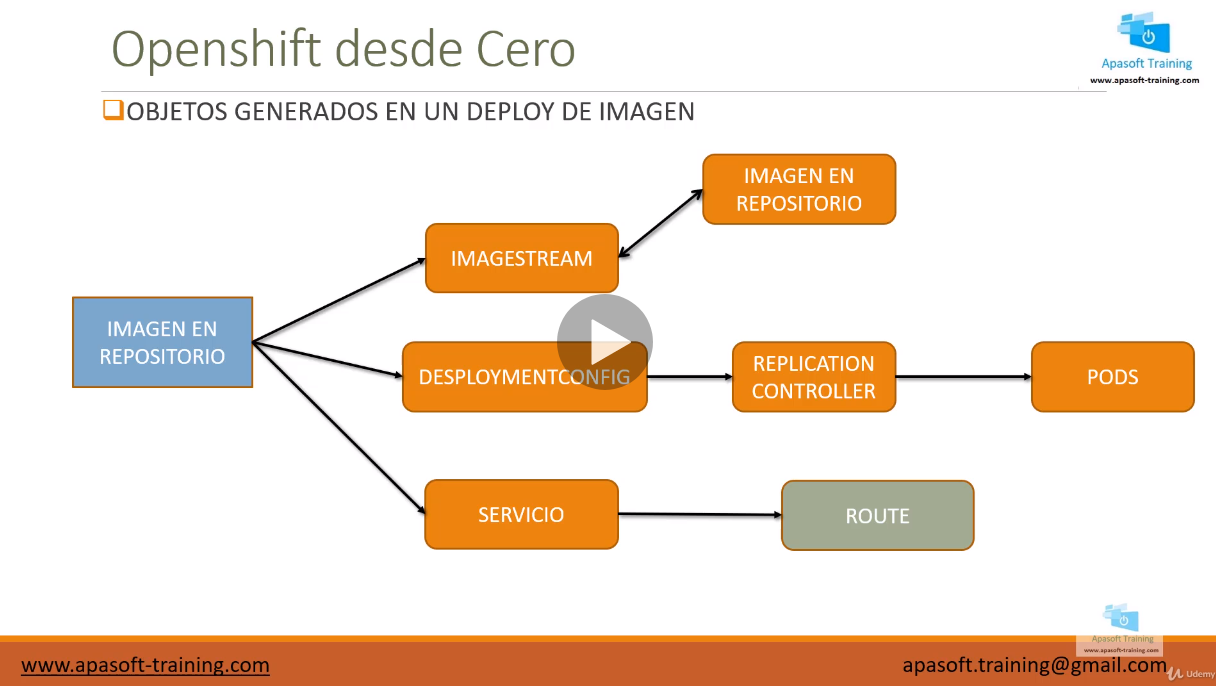 Openshift desde Cero
Apasoft Training
www.apasoft-training.com
OBJETOS GENERADOS EN UN DEPLOY DE IMAGEN
IMAGEN EN
REPOSITORIO
IMAGESTREAM
IMAGEN EN
REPOSITORIO
DESPLOYMENTCONFIG
REPLICATION
CONTROLLER
PODS
SERVICIO
ROUTE
Apasoft Training
www.apasoft-training.com
www.apasoft-training.com
apasoft.training@gmail.com
Udemy